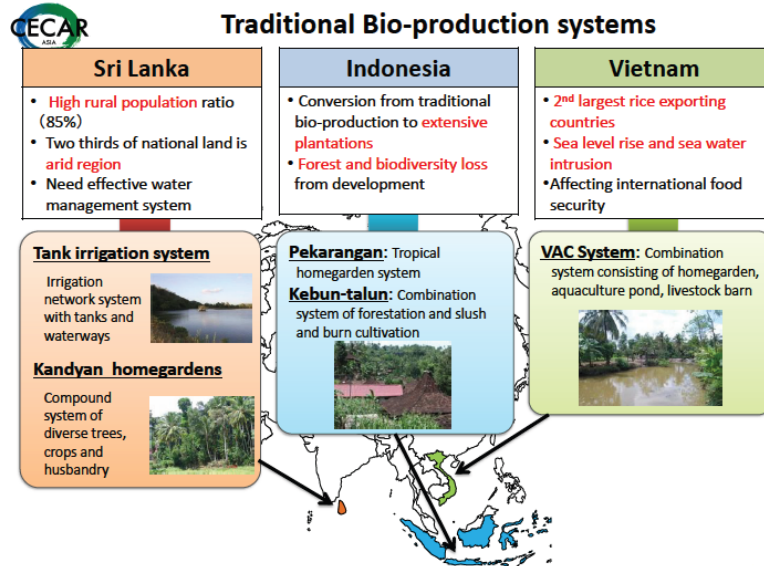 CECAR
ASIA
Traditional Bio-production systems
Sri Lanka
• High rural population ratio
(85%)
• Two thirds of national land is
arid region
• Need effective water
management system
Indonesia
• Conversion from traditional
bio-production to extensive
plantations
• Forest and biodiversity loss
from development
Vietnam
• 2nd largest rice exporting
countries
• Sea level rise and sea water
intrusion
•Affecting international food
security
Tank irrigation system
Irrigation
network system
with tanks and
waterways
Kandyan homegardens
Compound
system of
diverse trees,
crops and
husbandry
Pekarangan: Tropical
homegarden system
Kebun-talun: Combination
system of forestation and slush
and burn cultivation
VAC System: Combination
system consisting of homegarden,
aquaculture pond, livestock barn